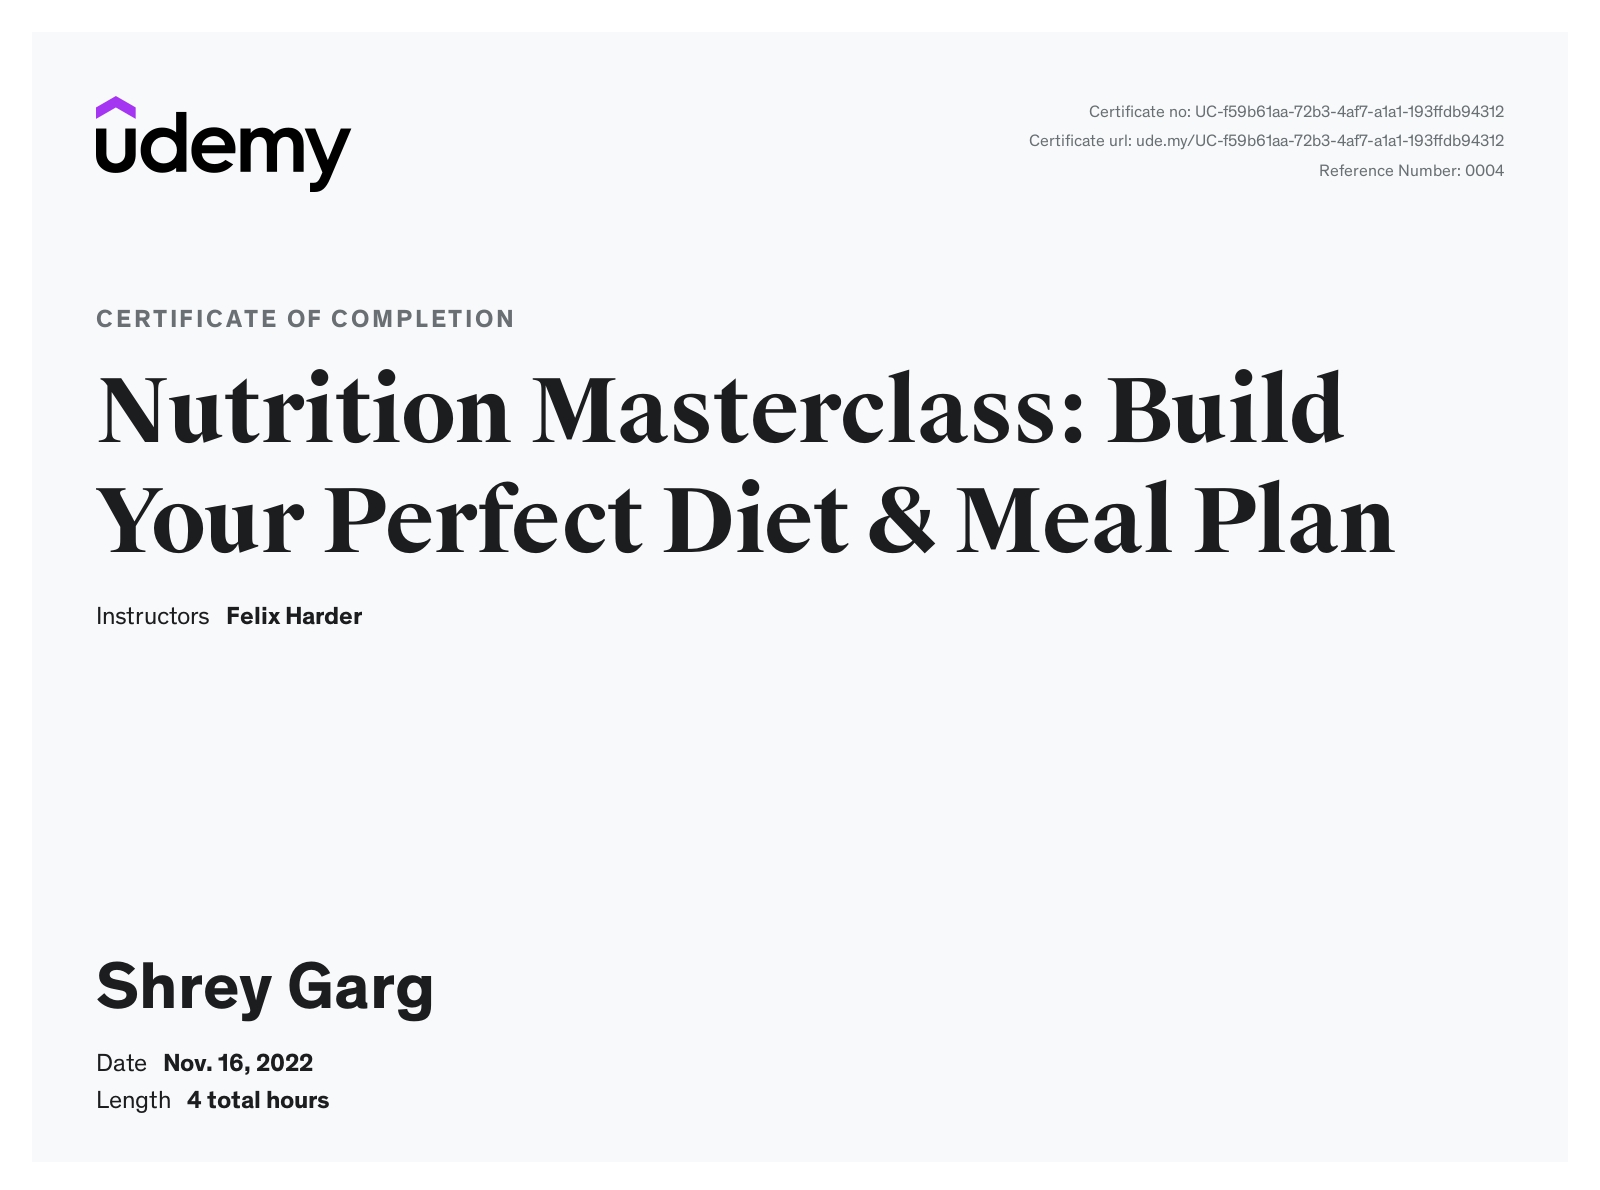 udemy
Certificate no: UC-f59b61aa-72b3-4af7-a1a1-193ffdb94312
Certificate url: ude.my/UC-f59b61aa-72b3-4af7-a1a1-193ffdb94312
Reference Number: 0004
CERTIFICATE OF COMPLETION
Nutrition Masterclass: Build
Your Perfect Diet & Meal Plan
Instructors Felix Harder
Shrey Garg
Date Nov. 16, 2022
Length 4 total hours